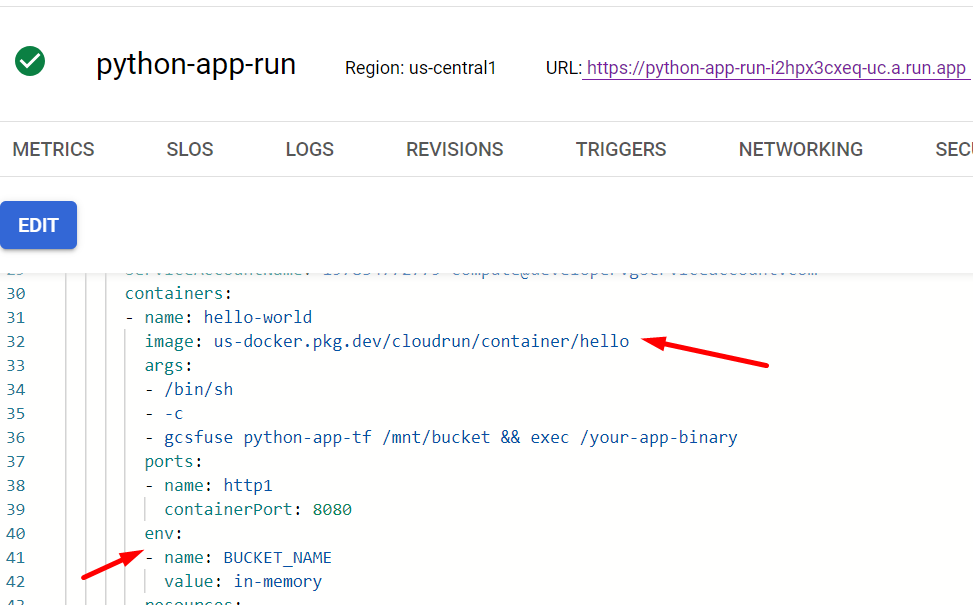 python-app-run Region: us-central1 URL: https://python-app-run-i2hpx3cxeq-uc.a.run.app
METRICS SLOS LOGS REVISIONS TRIGGERS NETWORKING SECU
EDIT
30 containers:
31 - name: hello-world
32 image: us-docker.pkg.dev/cloudrun/container/hello
33 args:
34 - /bin/sh
35 - -c
36 - gcsfuse python-app-tf /mnt/bucket && exec /your-app-binary
37 ports:
38 - name: http1
39 containerPort: 8080
40 env:
41 - name: BUCKET_NAME
42 value: in-memory
43 resources: